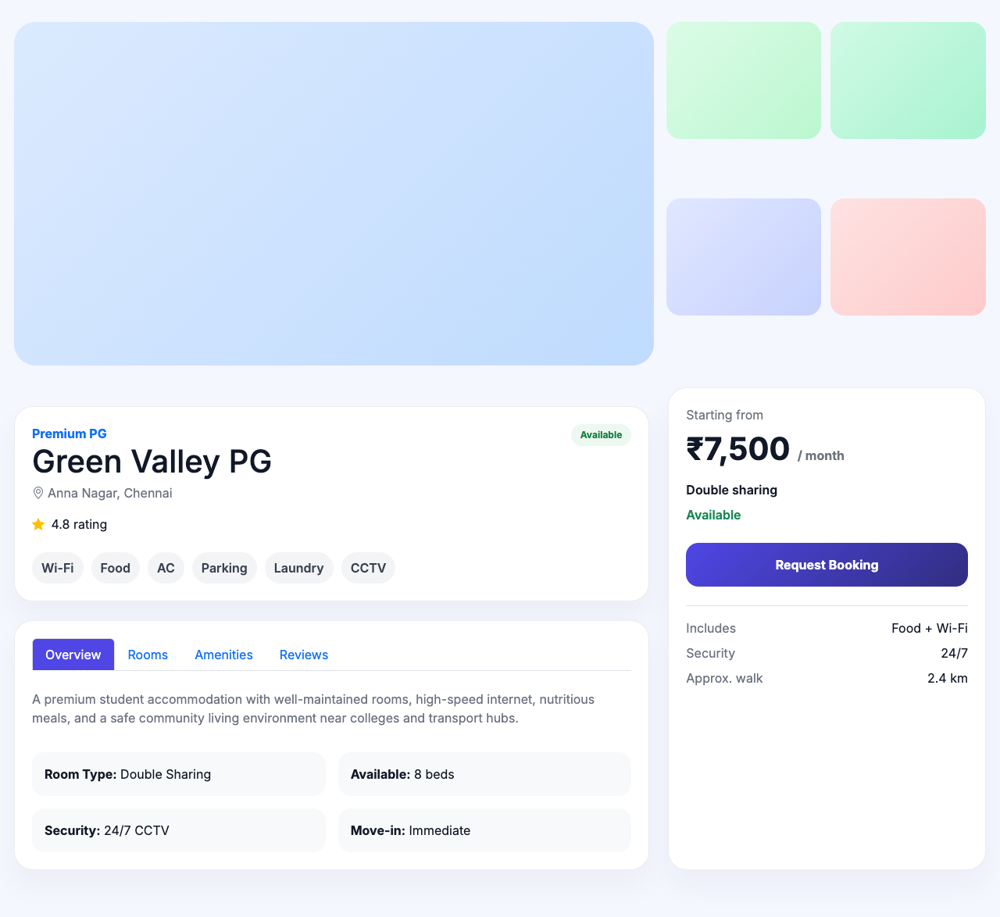 Premium PG
Available
Green Valley PG
Anna Nagar, Chennai
4.8 rating
Wi-Fi Food AC Parking Laundry CCTV
Overview Rooms Amenities Reviews
A premium student accommodation with well-maintained rooms, high-speed internet, nutritious
meals, and a safe community living environment near colleges and transport hubs.
Room Type: Double Sharing
Available: 8 beds
Security: 24/7 CCTV
Move-in: Immediate
Starting from
₹7,500 / month
Double sharing
Available
Request Booking
Includes Food + Wi-Fi
Security 24/7
Approx. walk 2.4 km